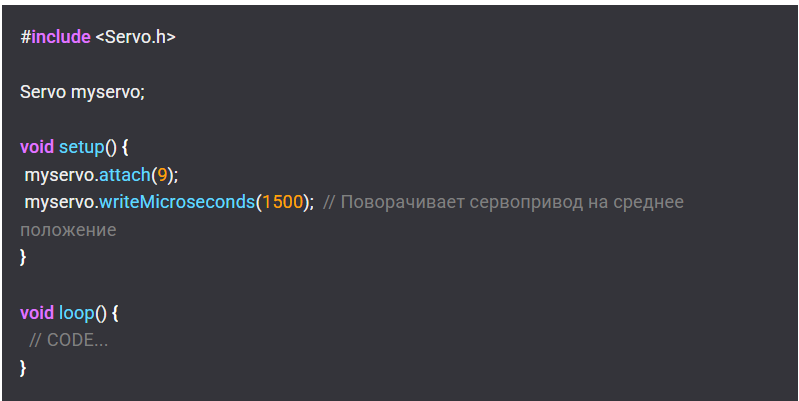 #include <Servo.h>
Servo myservo;
void setup() {
myservo.attach(9);
myservo.writeMicroseconds(1500); // Поворачивает сервопривод на среднее
положение
}
void loop() {
// CODE...
}